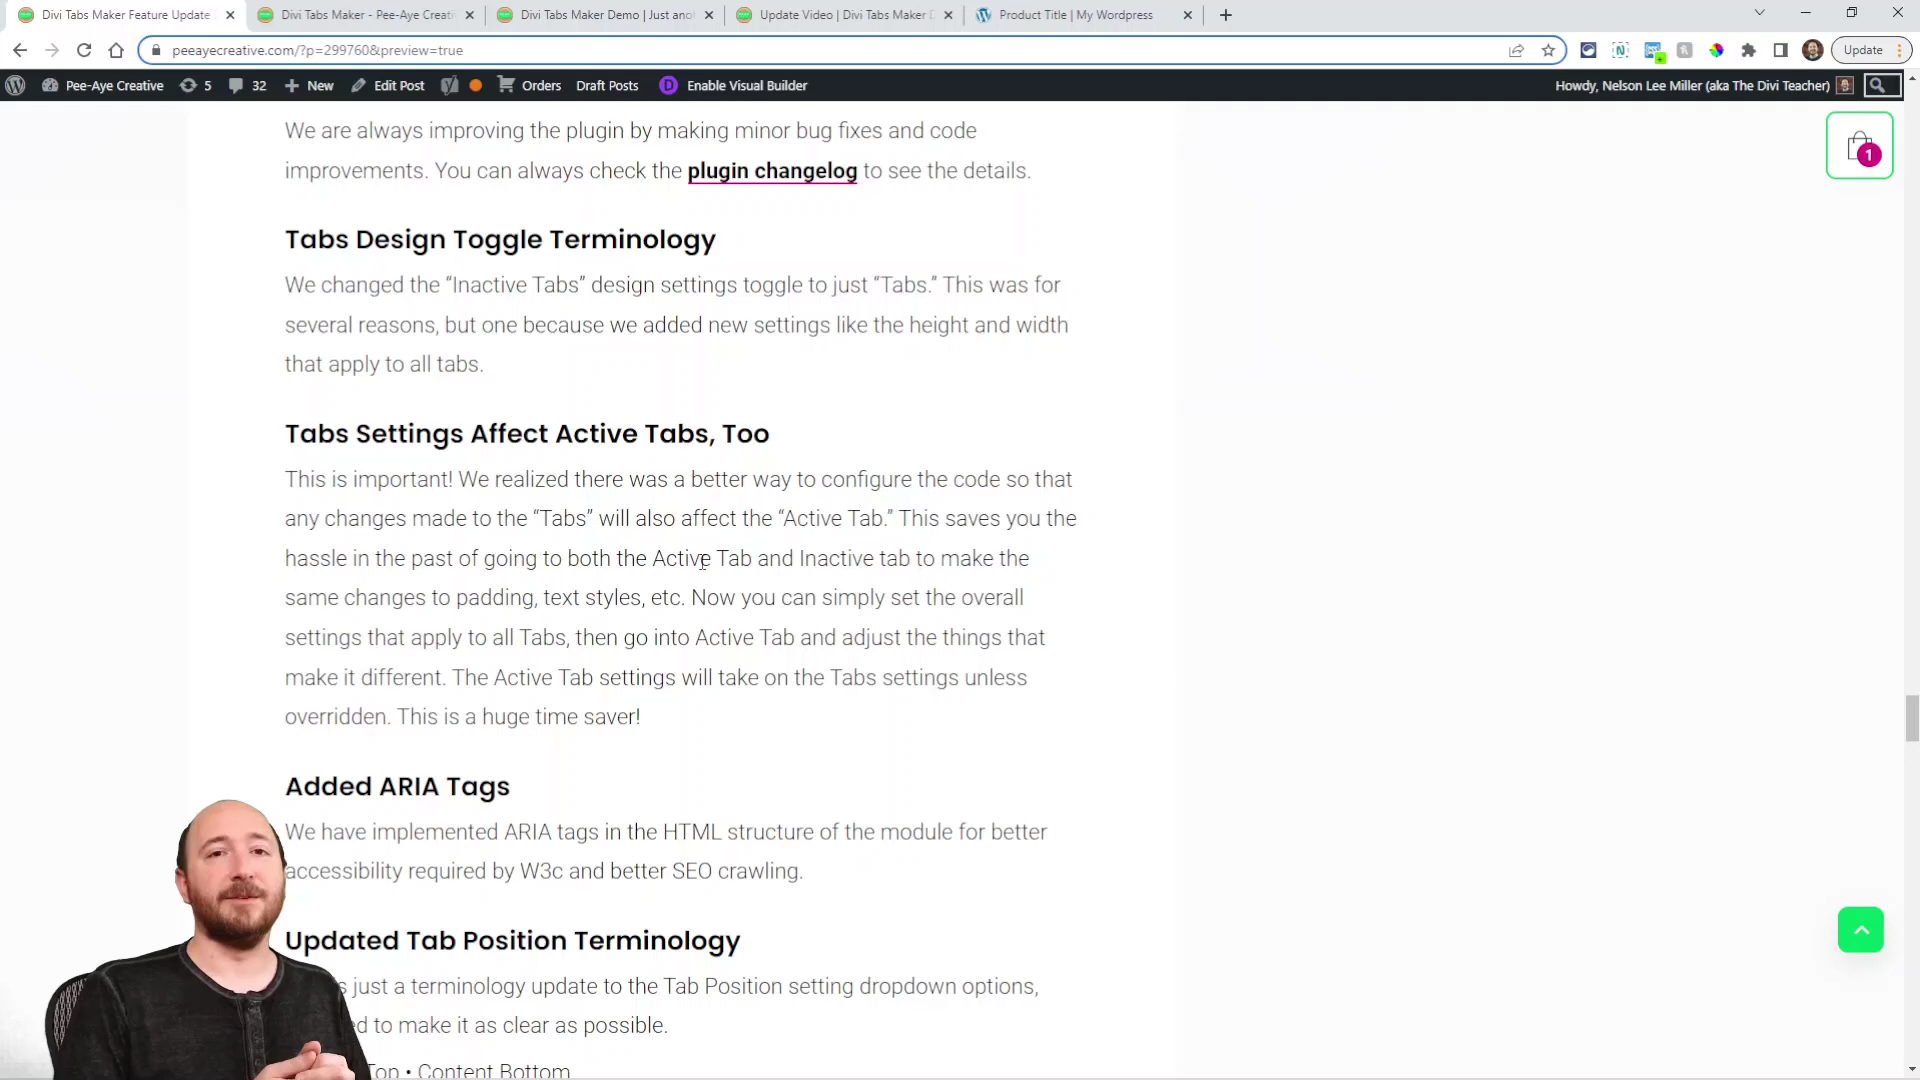 Divi Tabs Maker Feature Update
Divi Tabs Maker - Pee-Aye Creati
Divi Tabs Maker Demo | Just ano
Update Video | Divi Tabs Maker D
Product Title | My Wordpress
peeayecreative.com/?p=299760&preview=true
Update
Pee-Aye Creative
5
32
New
Edit Post
Orders
Draft Posts
Enable Visual Builder
Howdy, Nelson Lee Miller (aka The Divi Teacher)
1
We are always improving the plugin by making minor bug fixes and code
improvements. You can always check the plugin changelog to see the details.
Tabs Design Toggle Terminology
We changed the “Inactive Tabs” design settings toggle to just “Tabs.” This was for
several reasons, but one because we added new settings like the height and width
that apply to all tabs.
Tabs Settings Affect Active Tabs, Too
This is important! We realized there was a better way to configure the code so that
any changes made to the “Tabs” will also affect the “Active Tab.” This saves you the
hassle in the past of going to both the Active Tab and Inactive tab to make the
same changes to padding, text styles, etc. Now you can simply set the overall
settings that apply to all Tabs, then go into Active Tab and adjust the things that
make it different. The Active Tab settings will take on the Tabs settings unless
overridden. This is a huge time saver!
Added ARIA Tags
We have implemented ARIA tags in the HTML structure of the module for better
accessibility required by W3c and better SEO crawling.
Updated Tab Position Terminology
just a terminology update to the Tab Position setting dropdown options,
to make it as clear as possible.
Top • Content Bottom